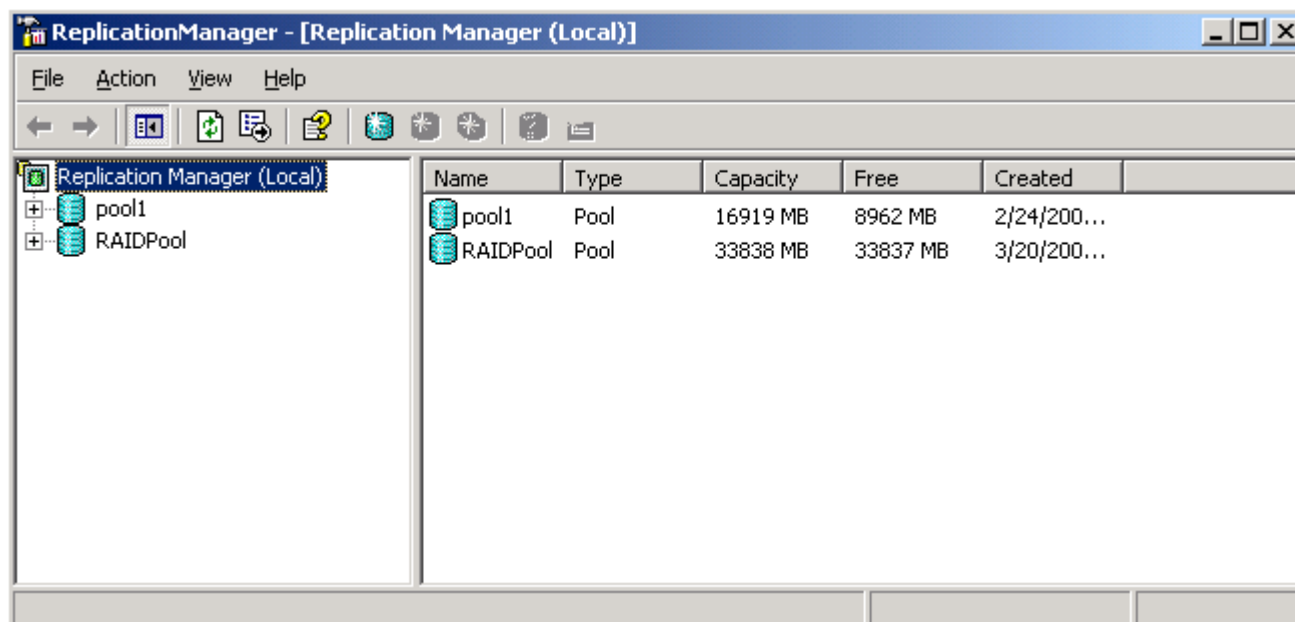 ReplicationManager - [Replication Manager (Local)]
File Action View Help
Replication Manager (Local)
pool1
RAIDPool
Name Type Capacity Free Created
pool1 Pool 16919 MB 8962 MB 2/24/200...
RAIDPool Pool 33838 MB 33837 MB 3/20/200...